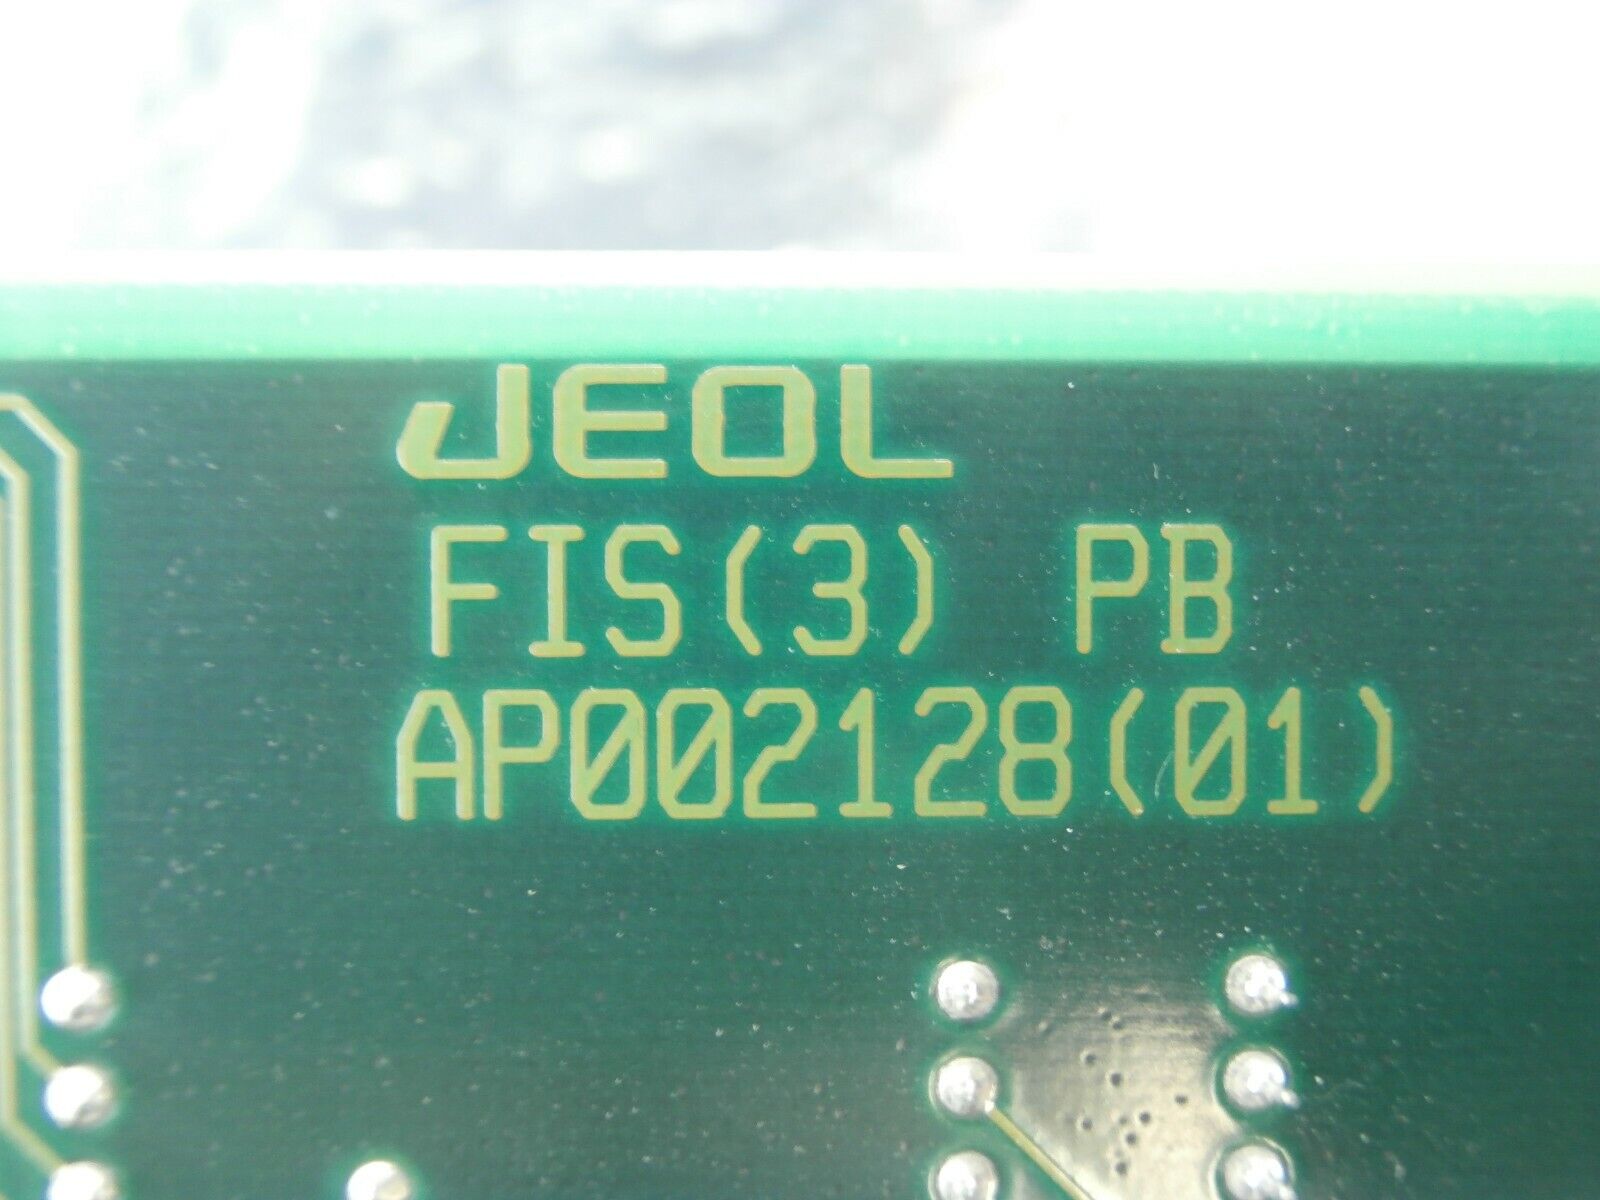 JEOL
FIS(3) PB
AP002128(01)